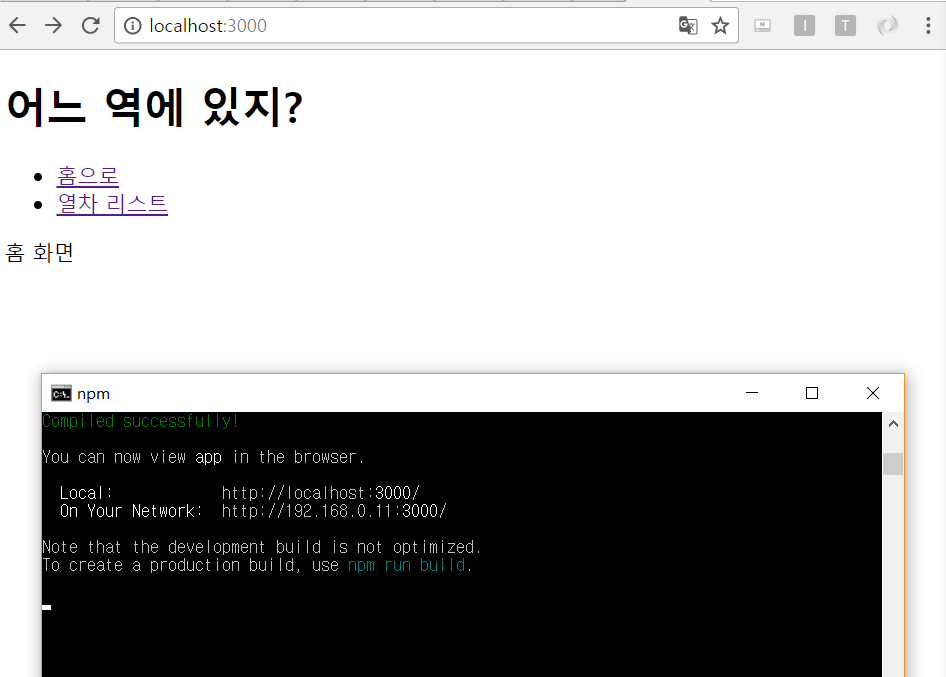 localhost:3000
어느 역에 있지?
홈으로
열차 리스트
홈 화면
npm
Compiled successfully!
You can now view app in the browser.
Local: http://localhost:3000/
On Your Network: http://192.168.0.11:3000/
Note that the development build is not optimized.
To create a production build, use npm run build.